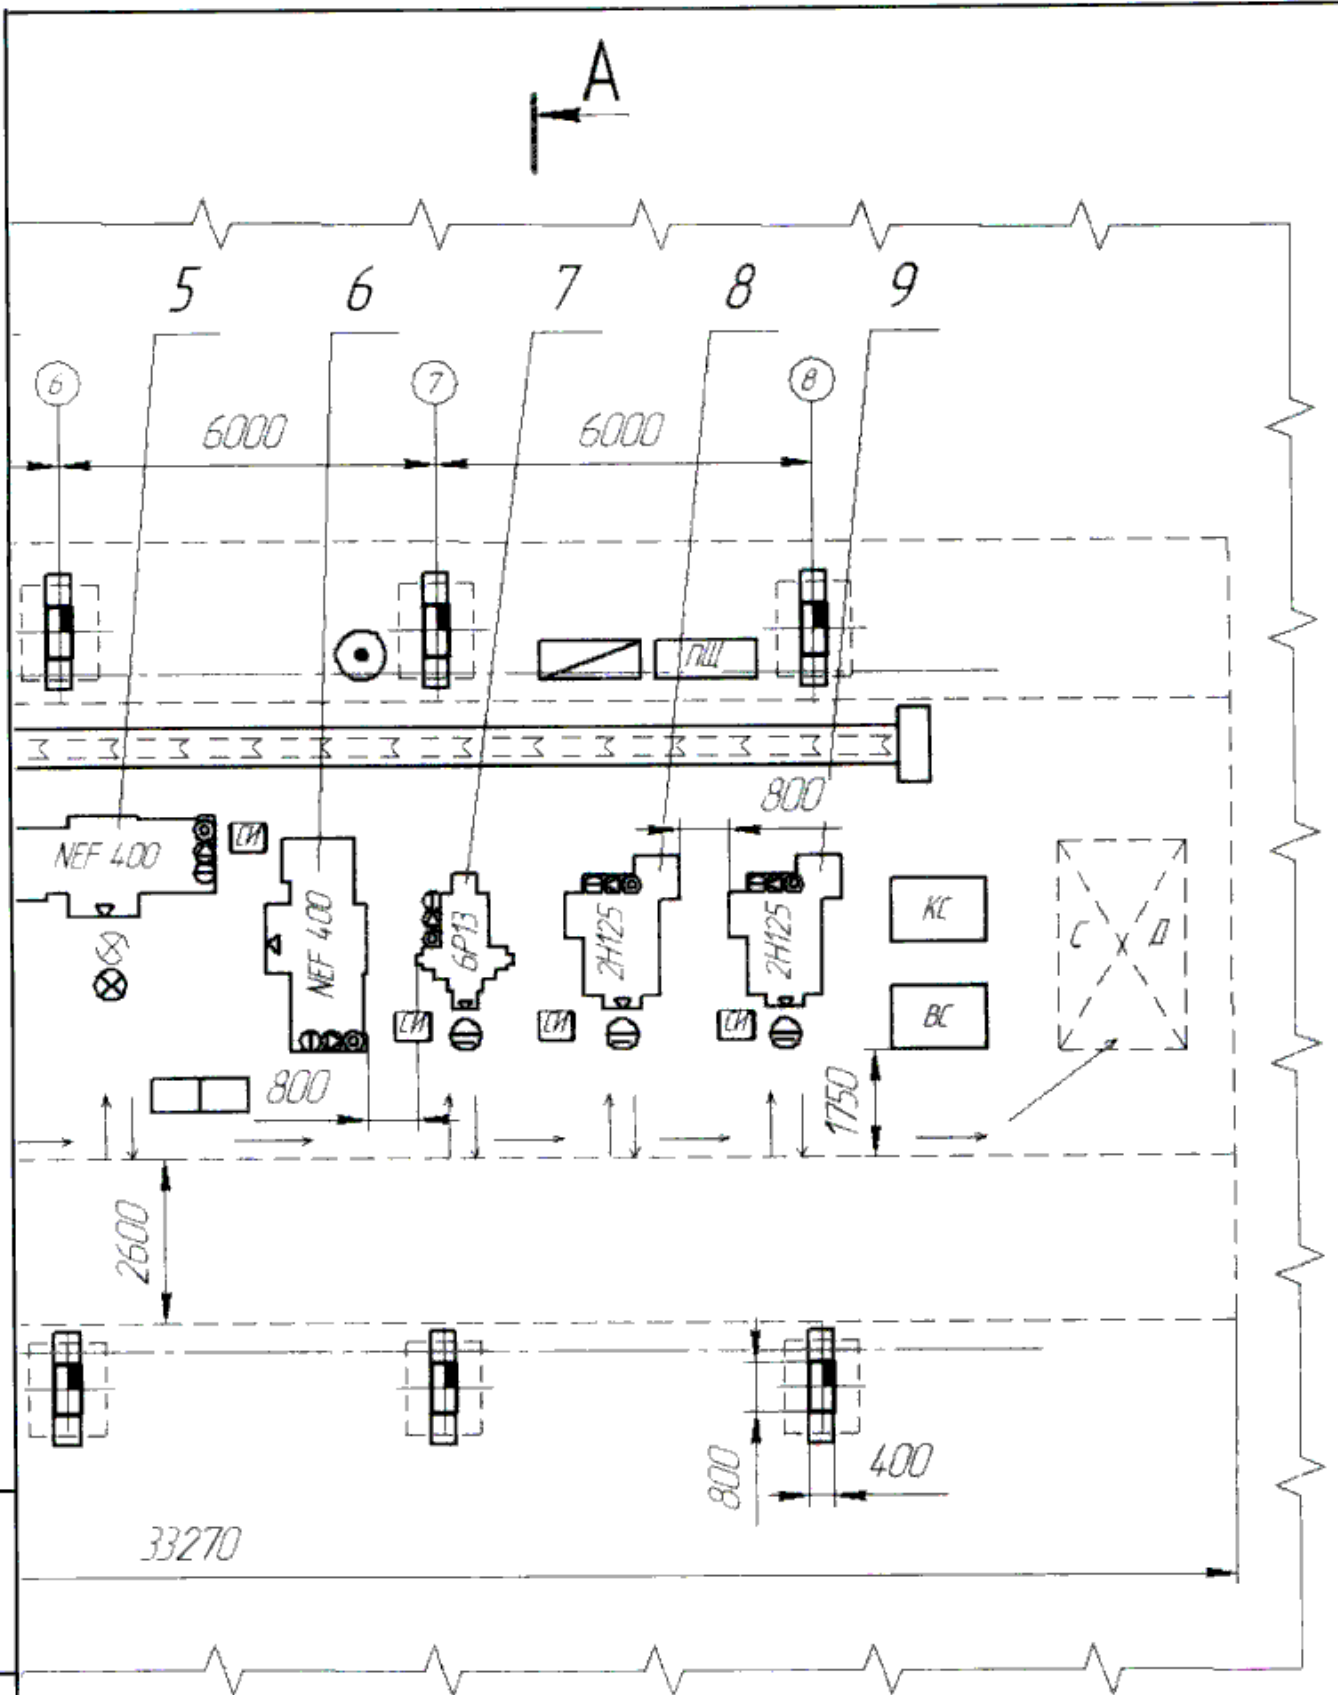 А
5 6 7 8 9
6 7 8
6000 6000
ПЩ
Σ Σ Σ Σ Σ Σ Σ Σ Σ Σ Σ Σ Σ
800
NEF 400 СИ
NEF 400 6Р13 2Н125 2Н125 КС С Д
СИ СИ СИ ВС
800 1750
2600
800 400
33270